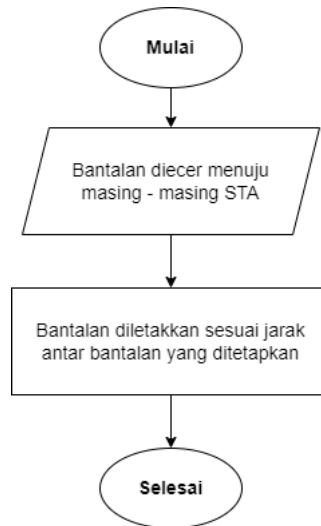 Mulai
Bantalan diecer menuju
masing - masing STA
Bantalan diletakkan sesuai jarak
antar bantalan yang ditetapkan
Selesai